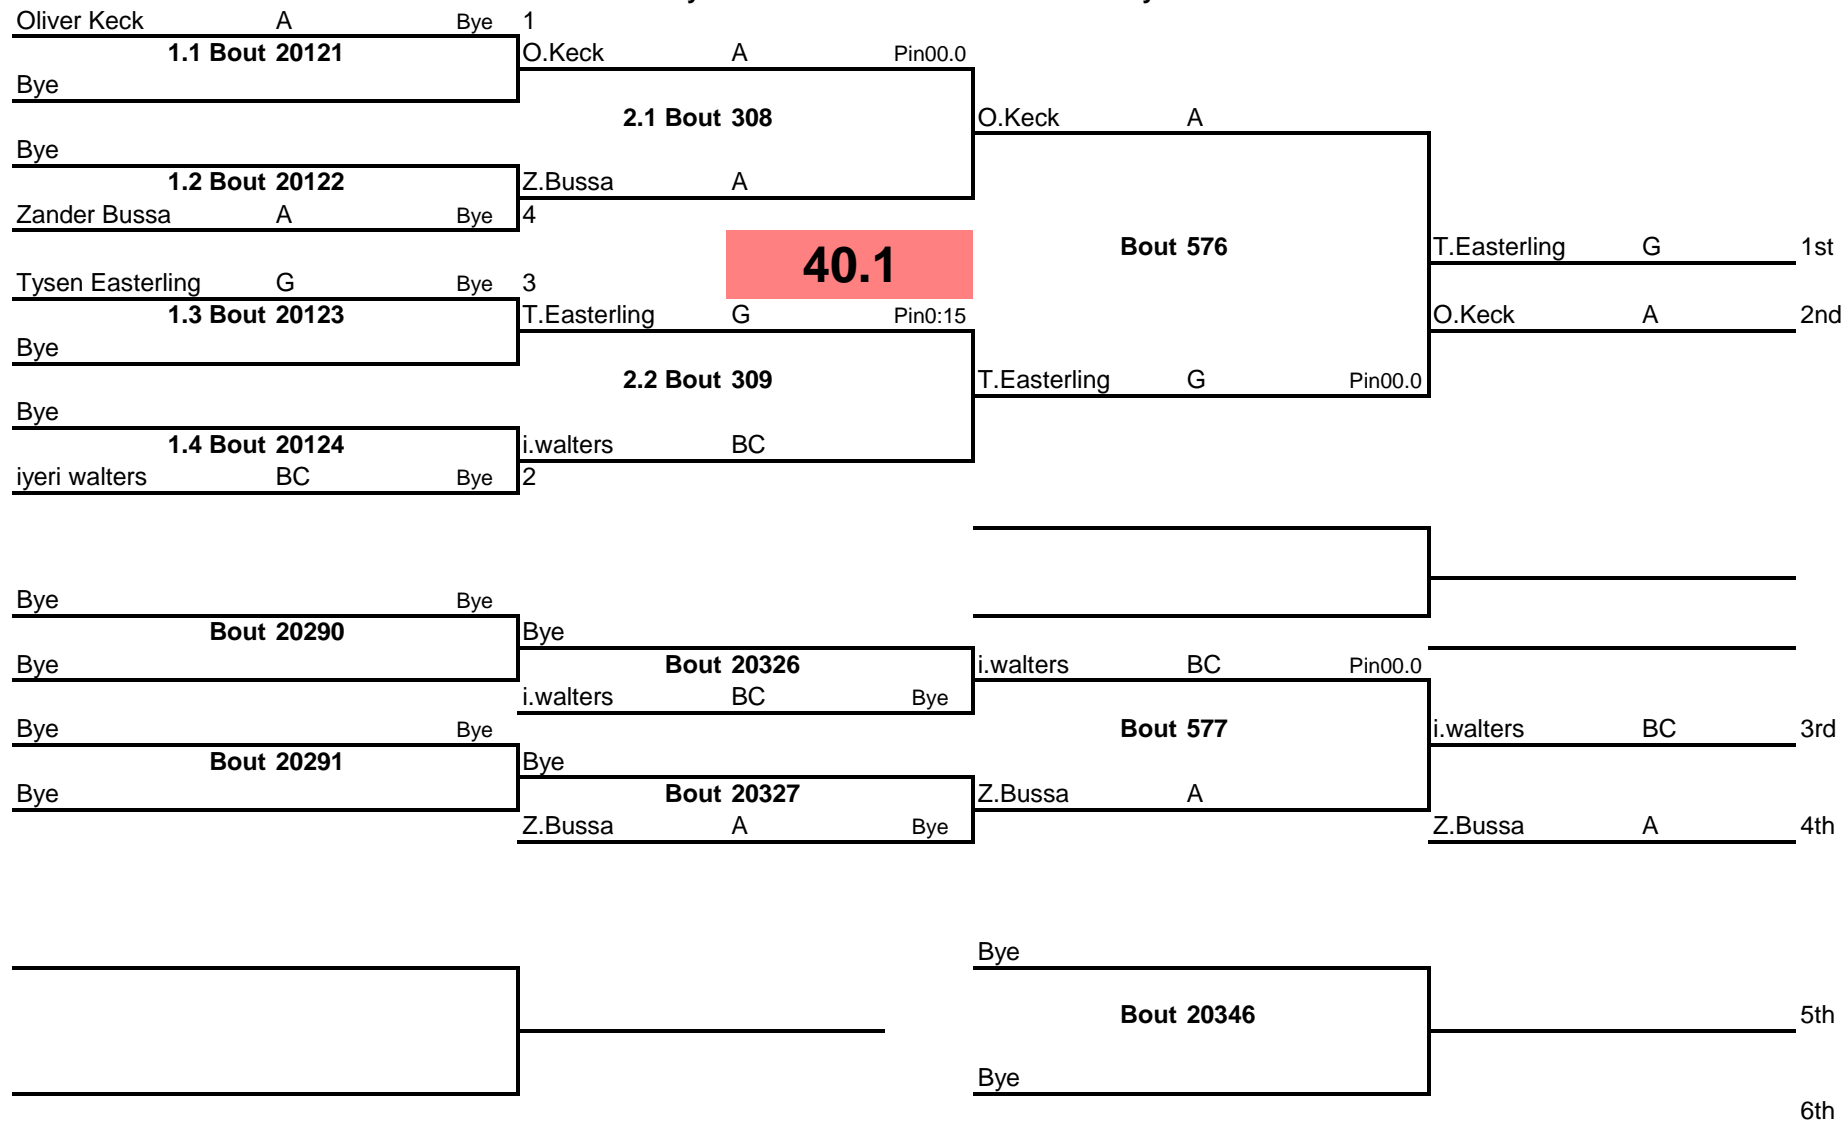 Oliver Keck A Bye 1
1.1 Bout 20121 O.Keck A Pin00.0
Bye
2.1 Bout 308 O.Keck A
Bye
1.2 Bout 20122 Z.Bussa A
Zander Bussa A Bye 4
40.1 Bout 576 T.Easterling G 1st
Tysen Easterling G Bye 3
1.3 Bout 20123 T.Easterling G Pin0:15 O.Keck A 2nd
Bye
2.2 Bout 309 T.Easterling G Pin00.0
Bye
1.4 Bout 20124 i.walters BC
iyeri walters BC Bye 2
Bye Bye
Bout 20290 Bye
Bye Bout 20326 i.walters BC Pin00.0
i.walters BC Bye
Bye Bye Bout 577 i.walters BC 3rd
Bout 20291 Bye
Bye Bout 20327 Z.Bussa A
Z.Bussa A Bye Z.Bussa A 4th
Bye
Bout 20346 5th
Bye
6th